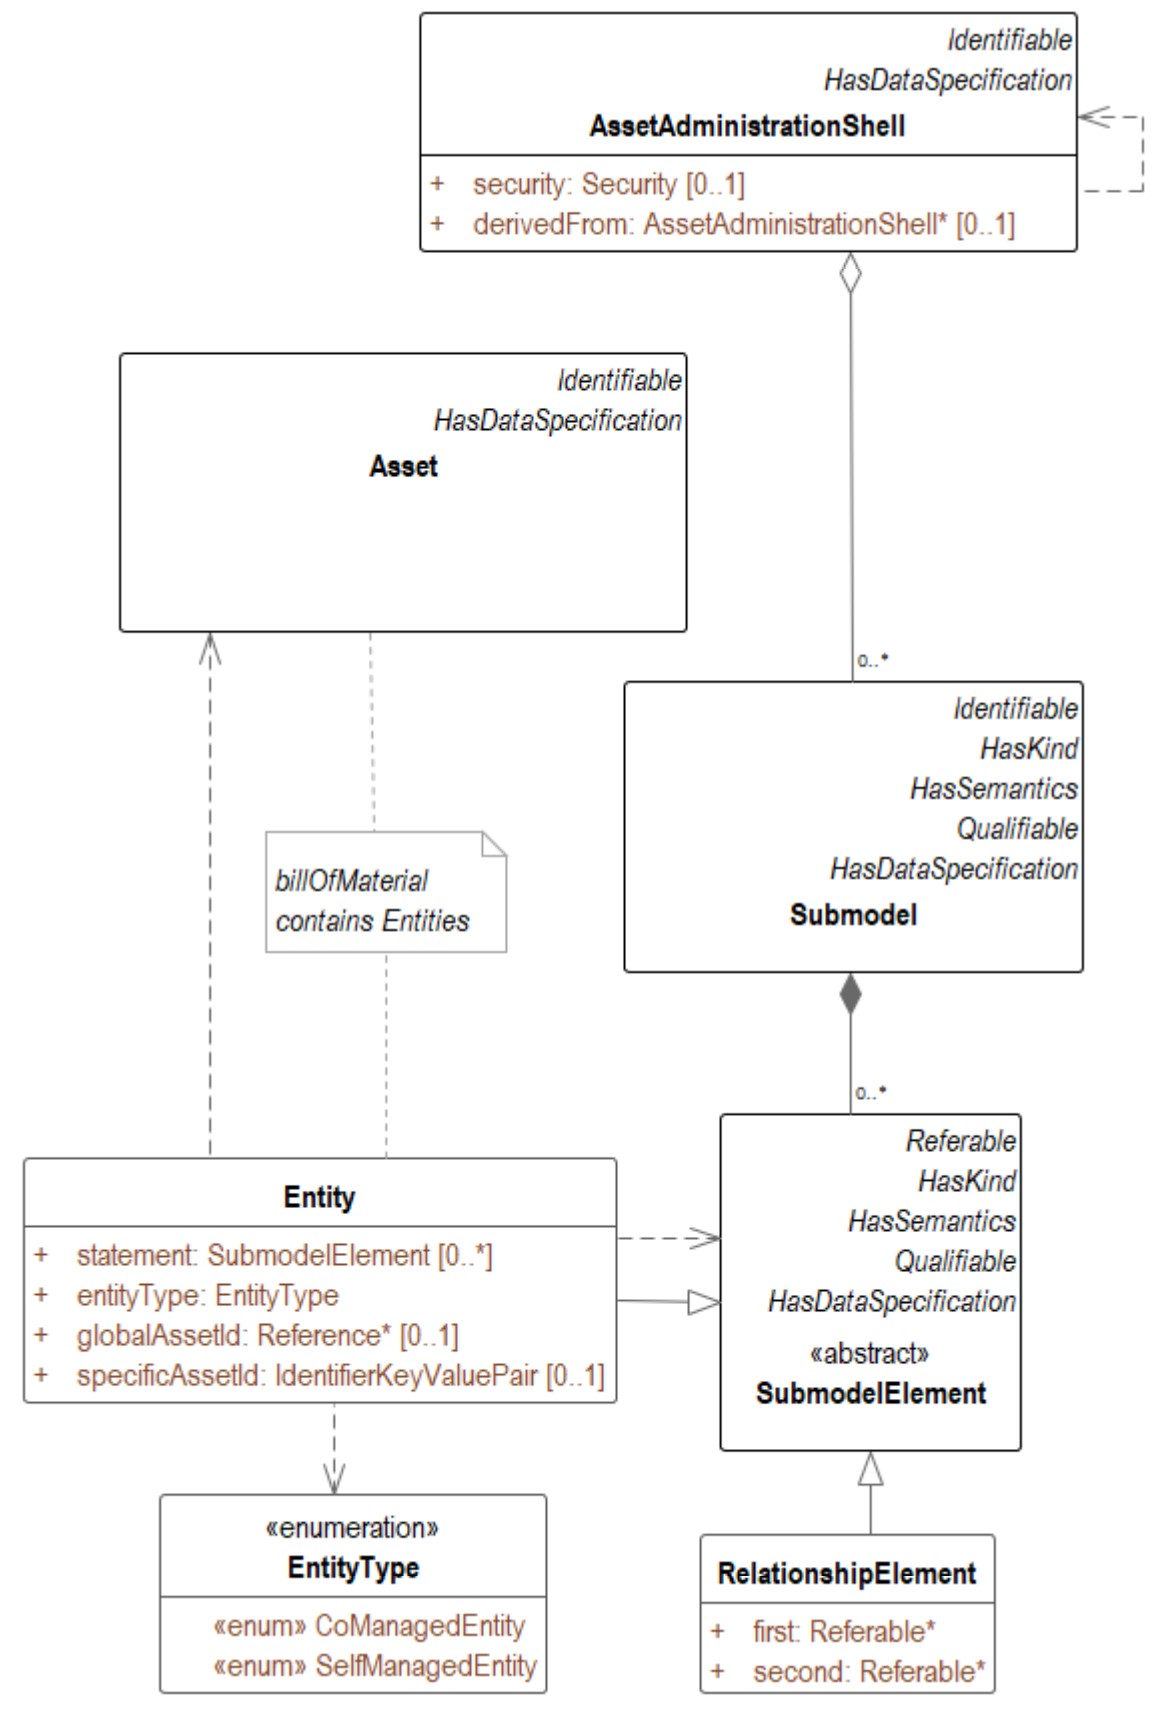 Identifiable
HasDataSpecification
AssetAdministrationShell
+ security: Security [0..1]
+ derivedFrom: AssetAdministrationShell* [0..1]
Identifiable
HasDataSpecification
Asset
0..*
Identifiable
HasKind
HasSemantics
Qualifiable
HasDataSpecification
Submodel
billOfMaterial
contains Entities
0..*
Referable
HasKind
HasSemantics
Qualifiable
HasDataSpecification
«abstract»
SubmodelElement
Entity
+ statement: SubmodelElement [0..*]
+ entityType: EntityType
+ globalAssetId: Reference* [0..1]
+ specificAssetId: IdentifierKeyValuePair [0..1]
«enumeration»
EntityType
«enum» CoManagedEntity
«enum» SelfManagedEntity
RelationshipElement
+ first: Referable*
+ second: Referable*